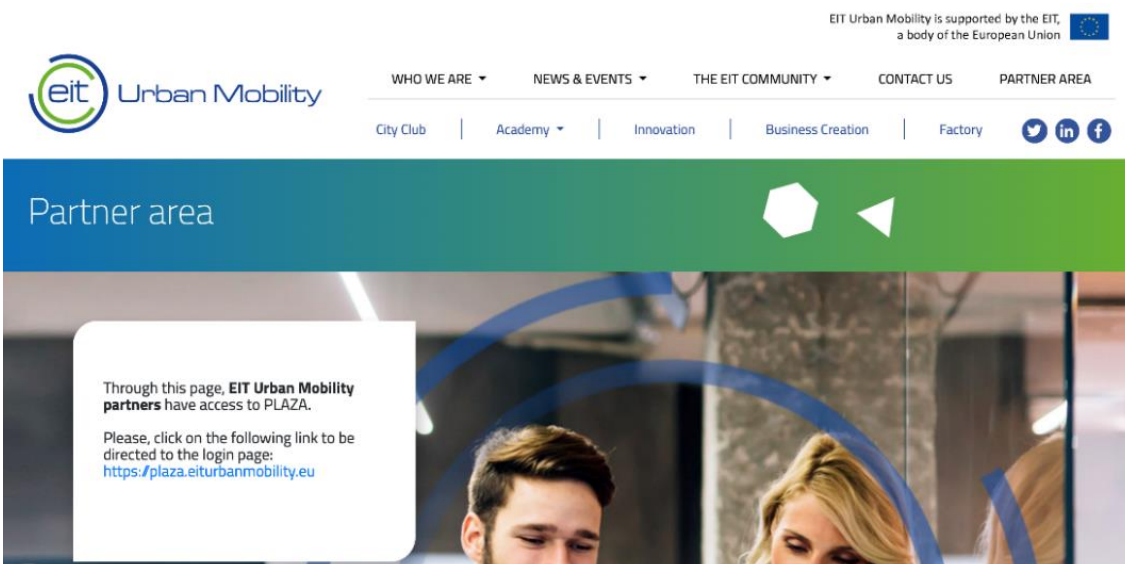 EIT Urban Mobility is supported by the EIT,
a body of the European Union
eit Urban Mobility
WHO WE ARE NEWS & EVENTS THE EIT COMMUNITY CONTACT US PARTNER AREA
City Club Academy Innovation Business Creation Factory
Partner area
Through this page, EIT Urban Mobility
partners have access to PLAZA.
Please, click on the following link to be
directed to the login page:
https://plaza.eiturbanmobility.eu